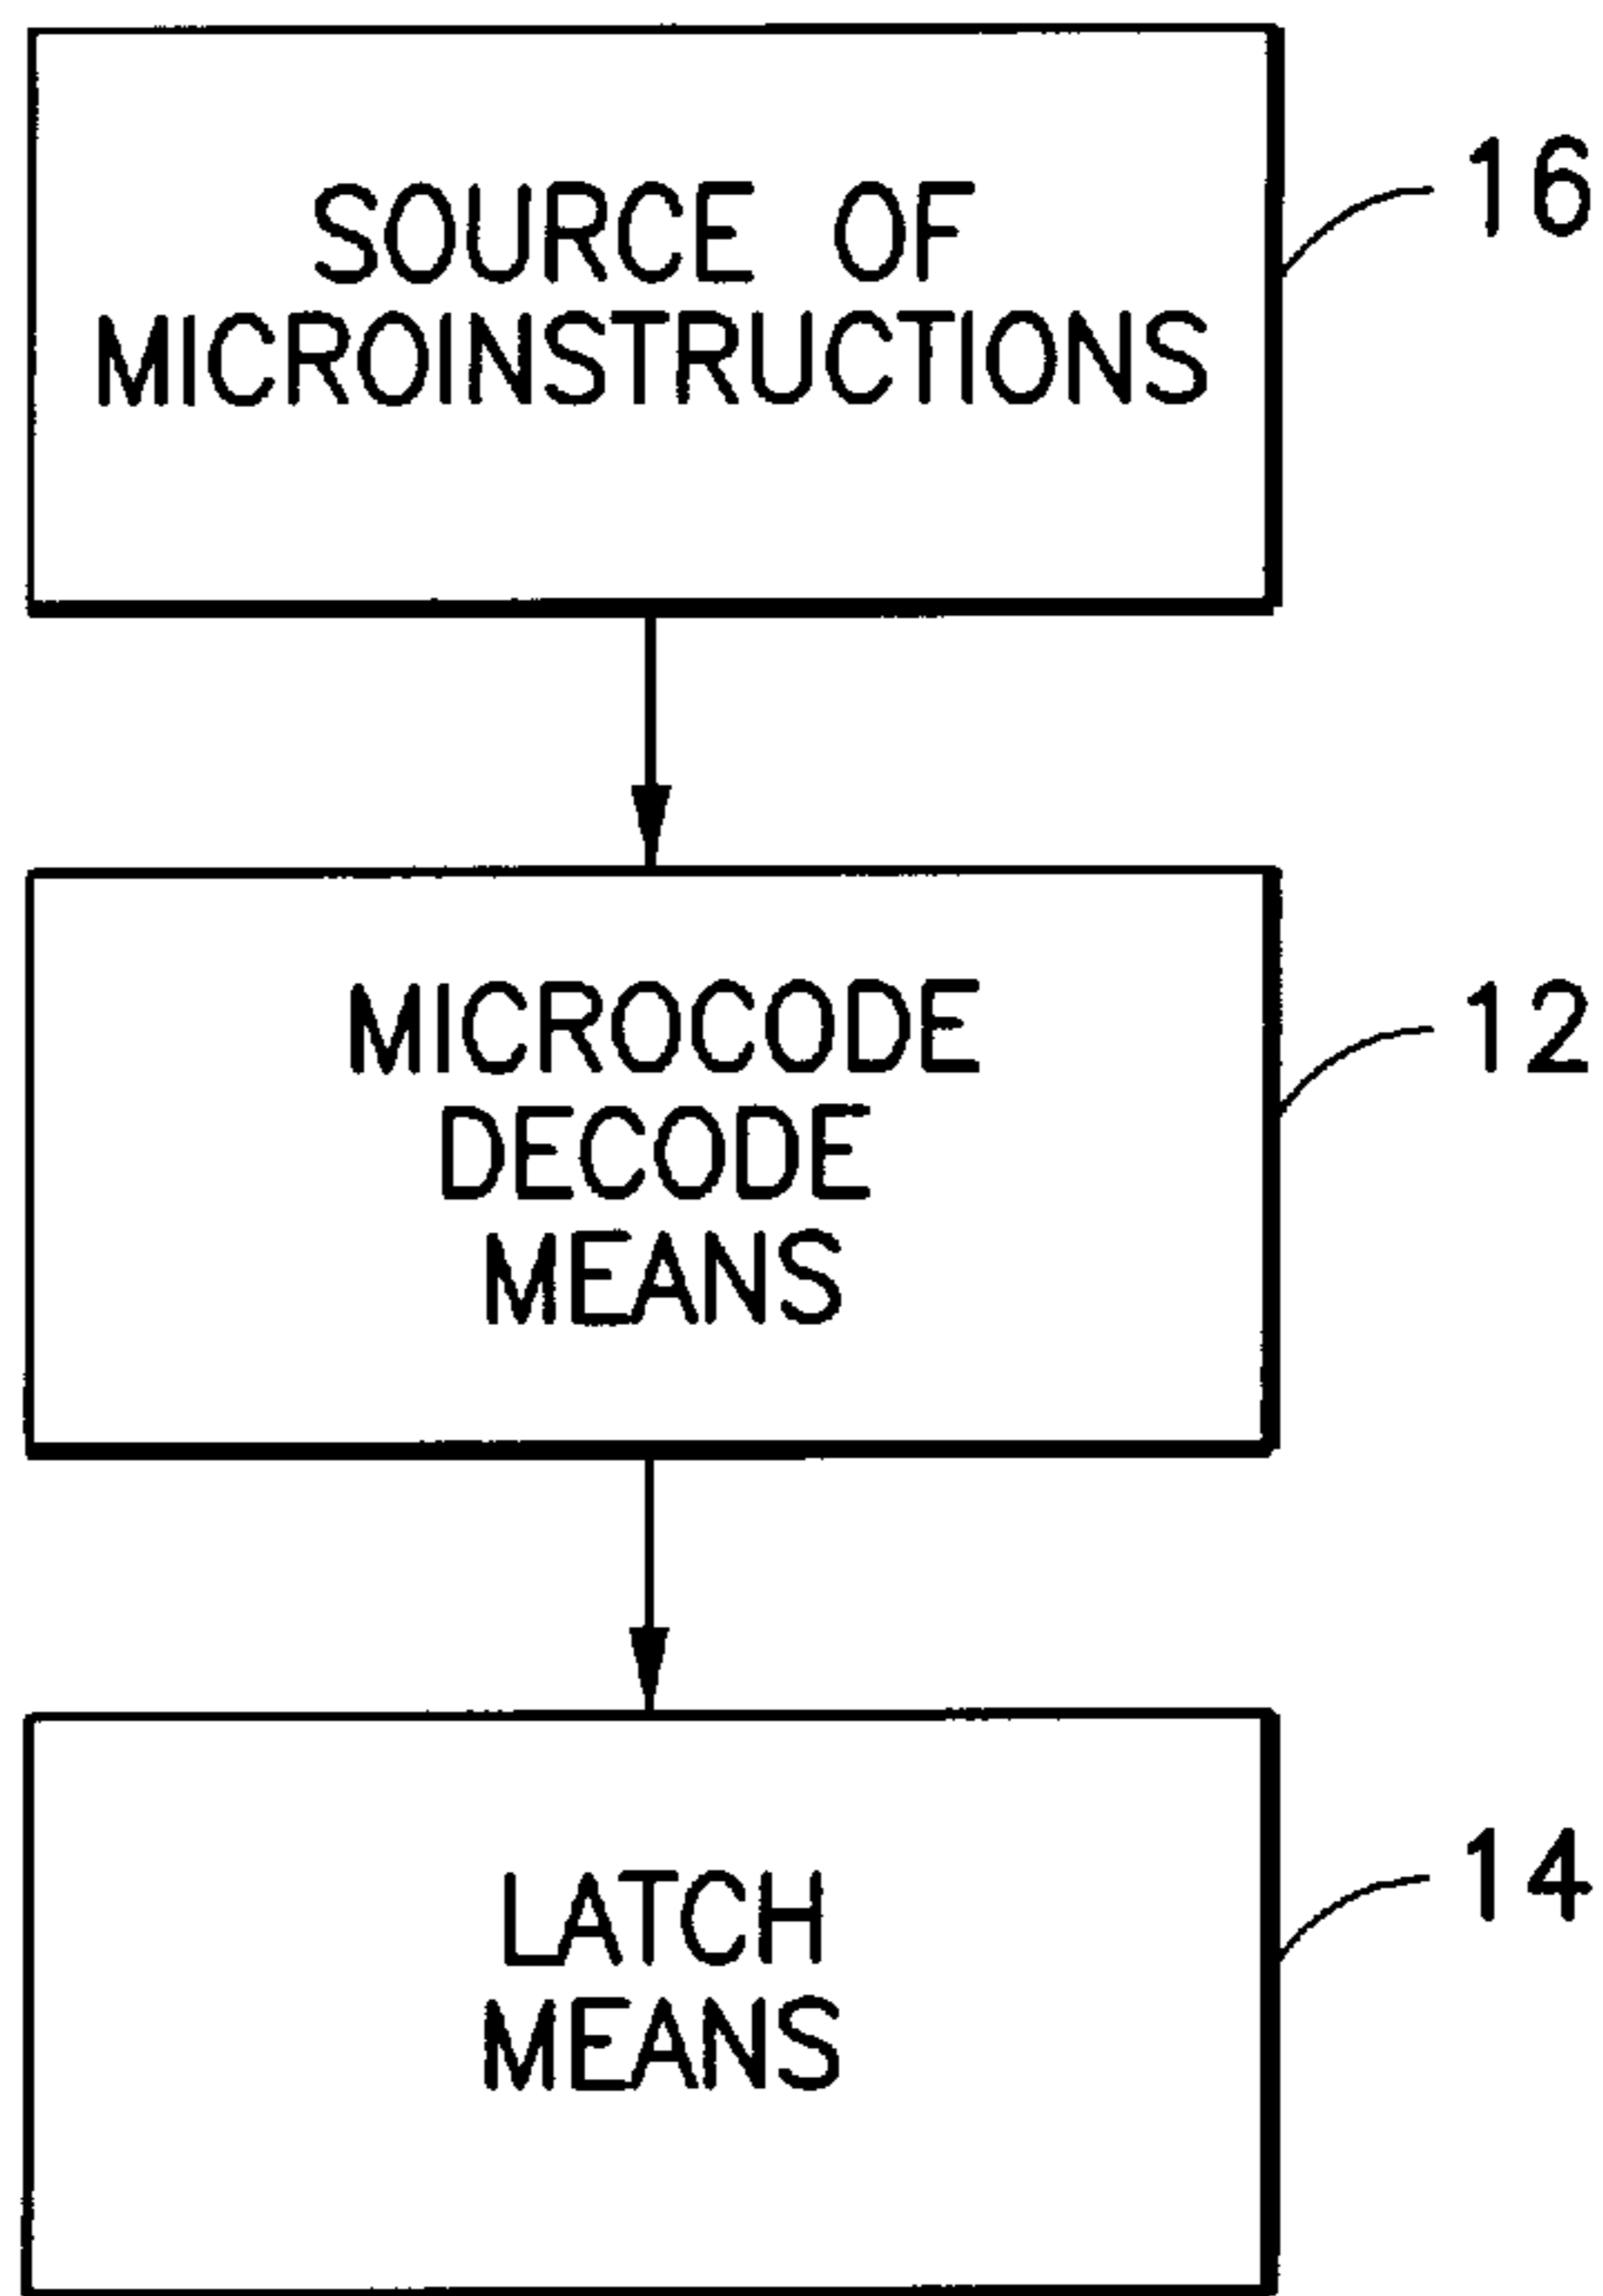 SOURCE OF
MICROINSTRUCTIONS
16
MICROCODE
DECODE
MEANS
12
LATCH
MEANS
14